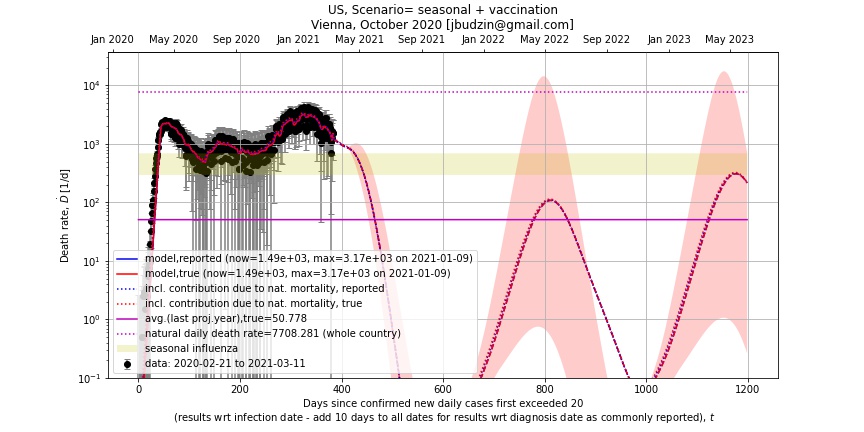 US, Scenario= seasonal + vaccination
Vienna, October 2020 [jbudzin@gmail.com]
Jan 2020 May 2020 Sep 2020 Jan 2021 May 2021 Sep 2021 Jan 2022 May 2022 Sep 2022 Jan 2023 May 2023
10⁴
10³
10²
10¹
10⁰
10⁻¹
Death rate, Ḋ [1/d]
model,reported (now=1.49e+03, max=3.17e+03 on 2021-01-09)
model,true (now=1.49e+03, max=3.17e+03 on 2021-01-09)
incl. contribution due to nat. mortality, reported
incl. contribution due to nat. mortality, true
avg.(last proj.year),true=50.778
natural daily death rate=7708.281 (whole country)
seasonal influenza
data: 2020-02-21 to 2021-03-11
0 200 400 600 800 1000 1200
Days since confirmed new daily cases first exceeded 20
(results wrt infection date - add 10 days to all dates for results wrt diagnosis date as commonly reported), t